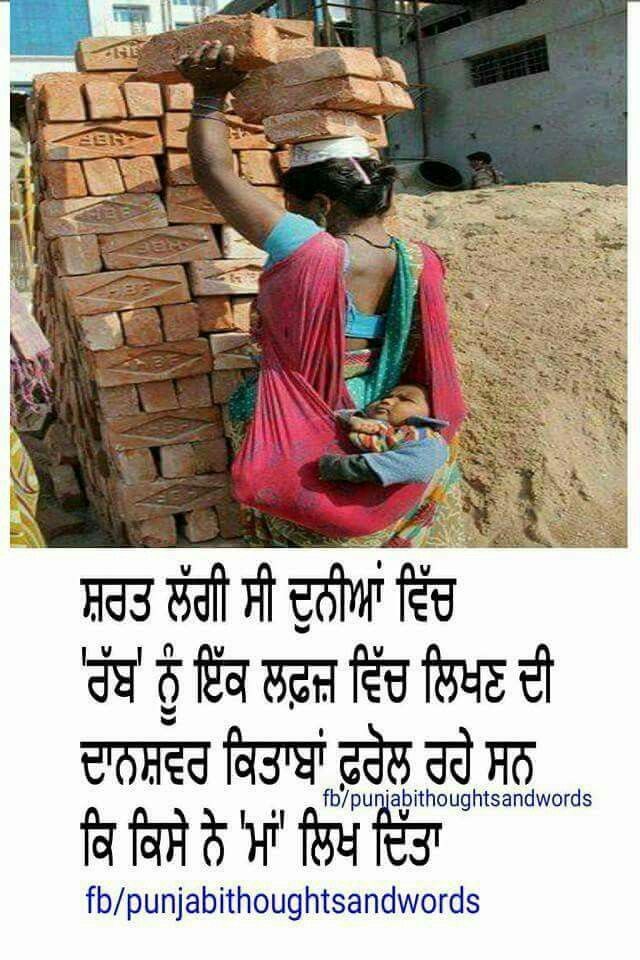 ਸ਼ਰਤ ਲੱਗੀ ਸੀ ਦੁਨੀਆਂ ਵਿੱਚ
'ਰੱਬ' ਨੂੰ ਇੱਕ ਲਫ਼ਜ਼ ਵਿੱਚ ਲਿਖਣ ਦੀ
ਦਾਨਸ਼ਵਰ ਕਿਤਾਬਾਂ ਫ਼ਰੋਲ ਰਹੇ ਸਨ
fb/punjabithoughtsandwords
ਕਿ ਕਿਸੇ ਨੇ 'ਮਾਂ' ਲਿਖ ਦਿੱਤਾ
fb/punjabithoughtsandwords